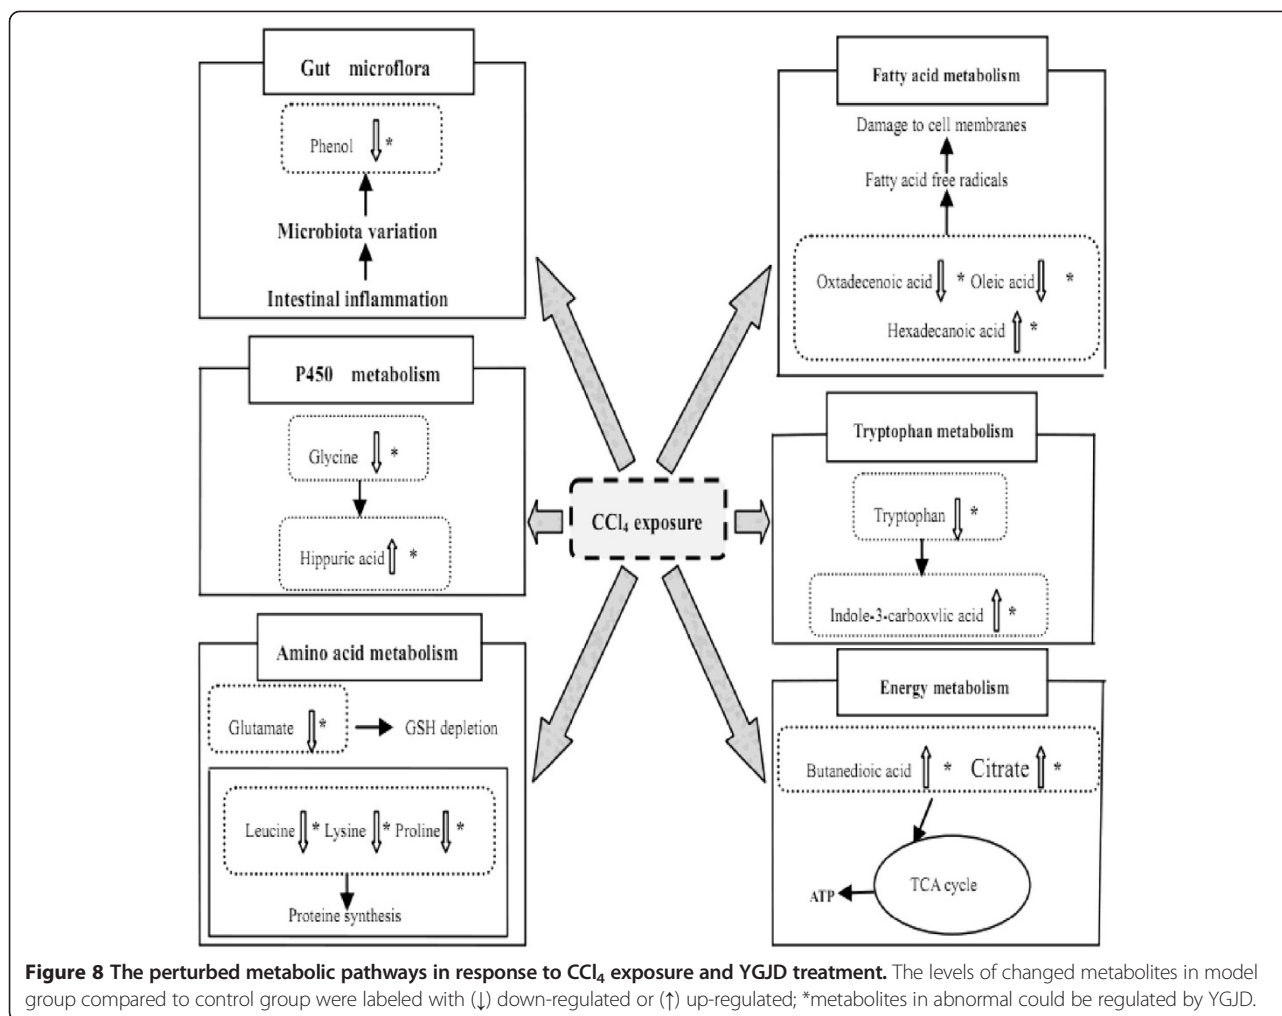 Gut microflora
Phenol ↓ *
Microbiota variation
Intestinal inflammation
P450 metabolism
Glycine ↓ *
Hippuric acid ↑ *
Amino acid metabolism
Glutamate ↓ * GSH depletion
Leucine ↓ * Lysine ↓ * Proline ↓ *
Proteine synthesis
CCl₄ exposure
Fatty acid metabolism
Damage to cell membranes
Fatty acid free radicals
Oxtadecenoic acid ↓ * Oleic acid ↓ *
Hexadecanoic acid ↑ *
Tryptophan metabolism
Tryptophan ↓ *
Indole-3-carboxvlic acid ↑ *
Energy metabolism
Butanedioic acid ↑ * Citrate ↑ *
TCA cycle
ATP
Figure 8 The perturbed metabolic pathways in response to CCl₄ exposure and YGJD treatment. The levels of changed metabolites in model
group compared to control group were labeled with (↓) down-regulated or (↑) up-regulated; *metabolites in abnormal could be regulated by YGJD.